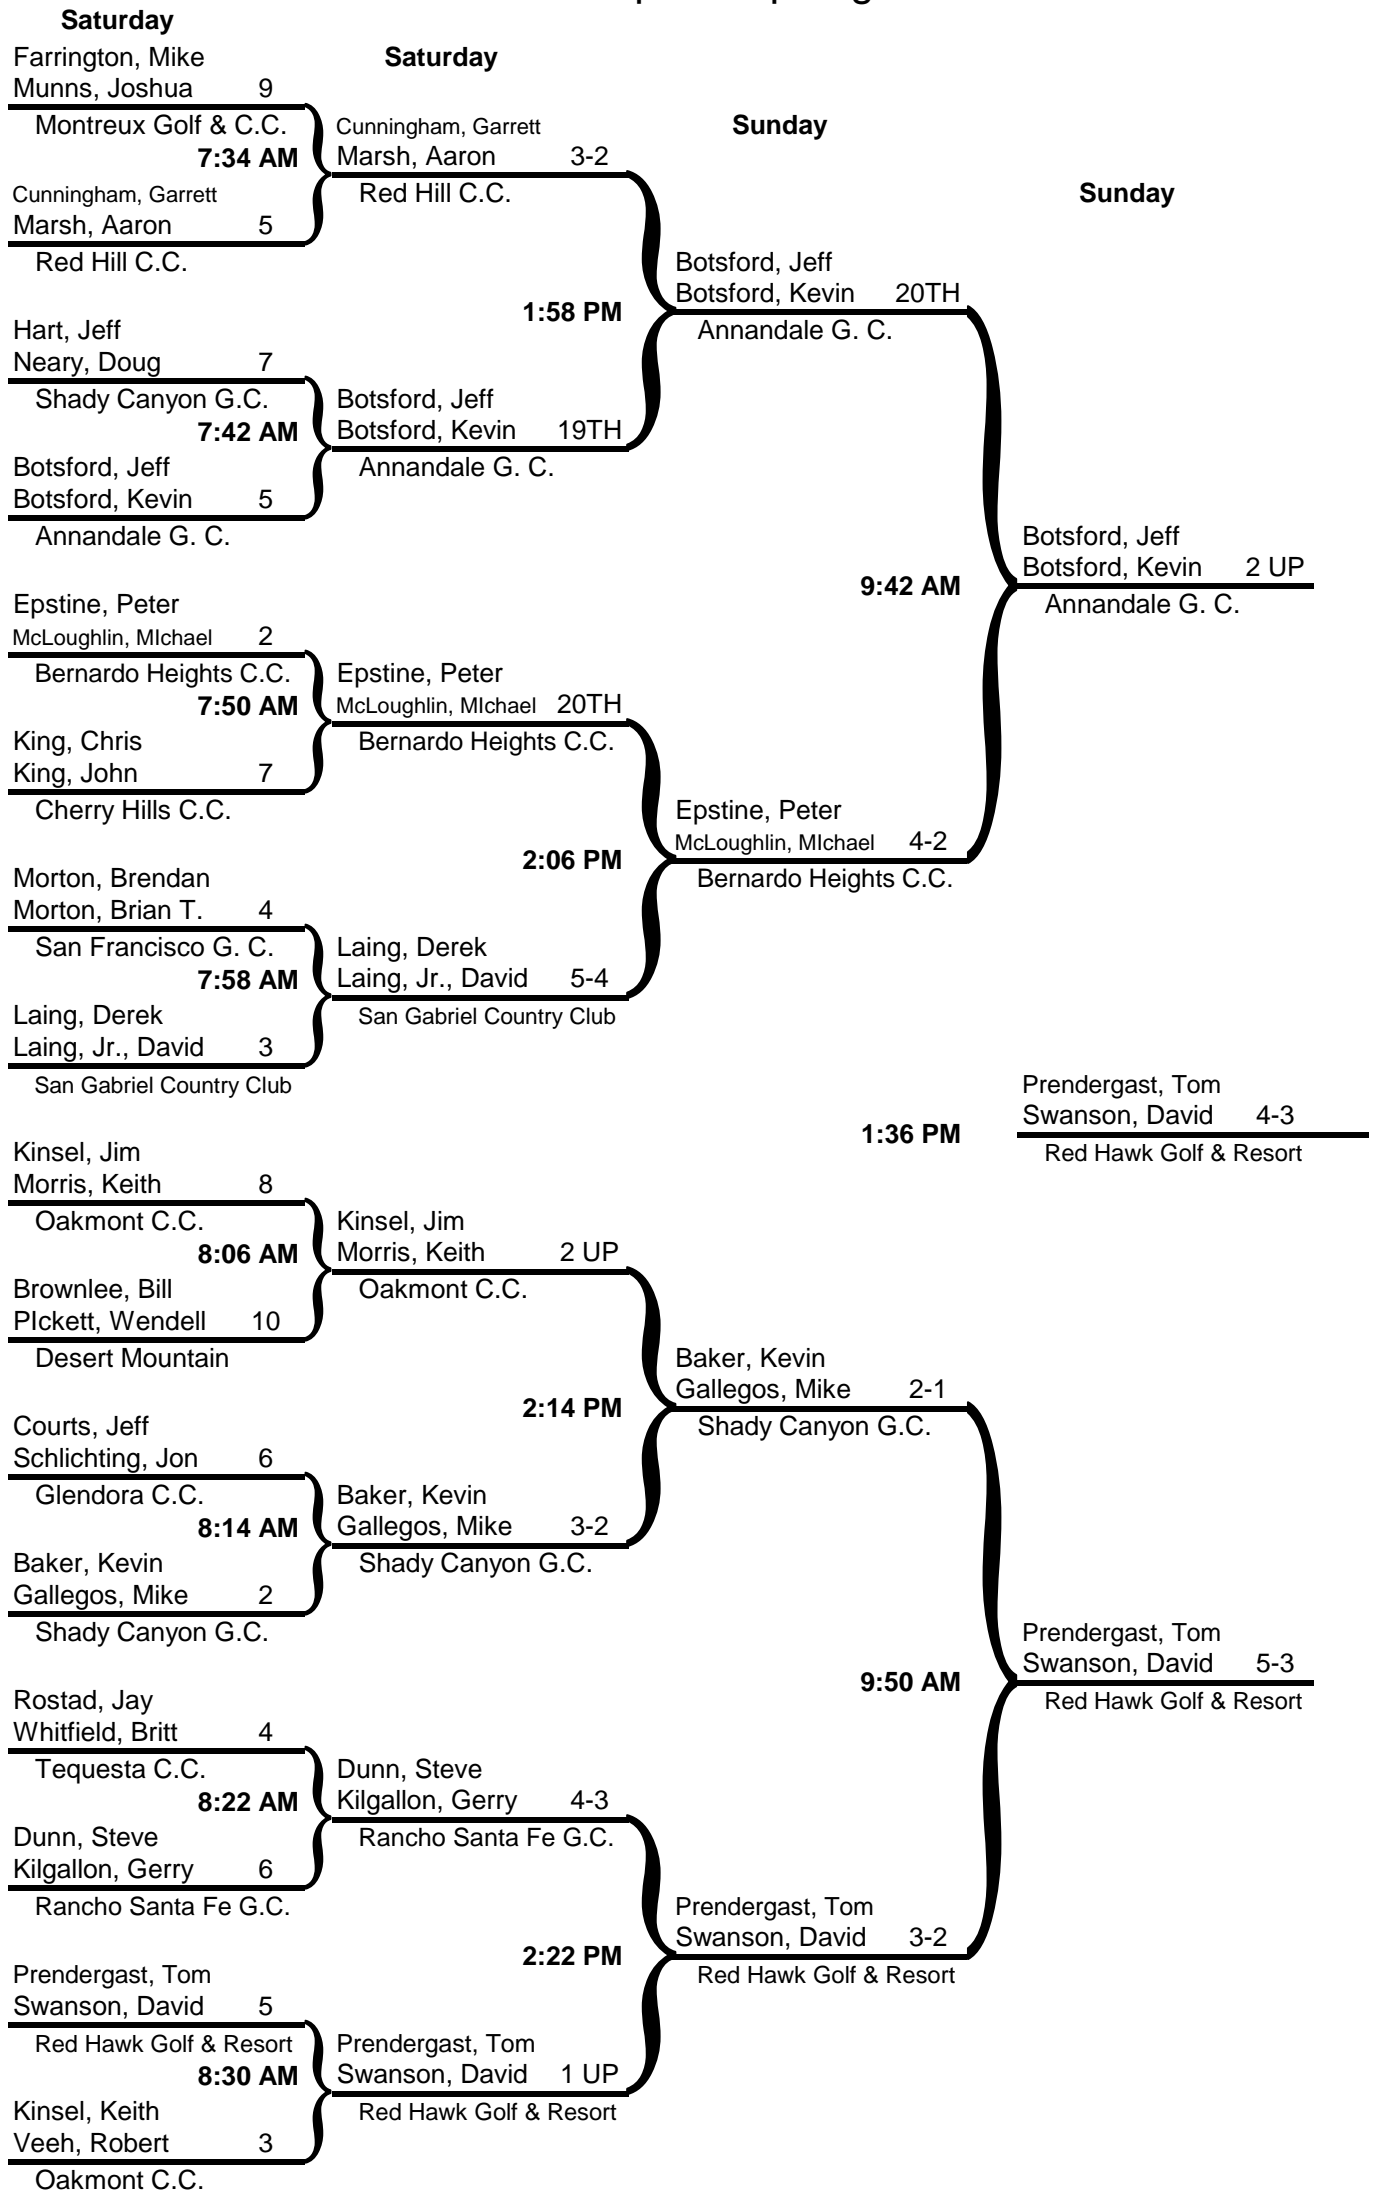 Saturday
Farrington, Mike
Munns, Joshua 9
Montreux Golf & C.C.
7:34 AM
Cunningham, Garrett
Marsh, Aaron 5
Red Hill C.C.
Hart, Jeff
Neary, Doug 7
Shady Canyon G.C.
7:42 AM
Botsford, Jeff
Botsford, Kevin 5
Annandale G. C.
Epstine, Peter
McLoughlin, MIchael 2
Bernardo Heights C.C.
7:50 AM
King, Chris
King, John 7
Cherry Hills C.C.
Morton, Brendan
Morton, Brian T. 4
San Francisco G. C.
7:58 AM
Laing, Derek
Laing, Jr., David 3
San Gabriel Country Club
Kinsel, Jim
Morris, Keith 8
Oakmont C.C.
8:06 AM
Brownlee, Bill
PIckett, Wendell 10
Desert Mountain
Courts, Jeff
Schlichting, Jon 6
Glendora C.C.
8:14 AM
Baker, Kevin
Gallegos, Mike 2
Shady Canyon G.C.
Rostad, Jay
Whitfield, Britt 4
Tequesta C.C.
8:22 AM
Dunn, Steve
Kilgallon, Gerry 6
Rancho Santa Fe G.C.
Prendergast, Tom
Swanson, David 5
Red Hawk Golf & Resort
8:30 AM
Kinsel, Keith
Veeh, Robert 3
Oakmont C.C.
Saturday
Cunningham, Garrett
Marsh, Aaron 3-2
Red Hill C.C.
1:58 PM
Botsford, Jeff
Botsford, Kevin 19TH
Annandale G. C.
Epstine, Peter
McLoughlin, MIchael 20TH
Bernardo Heights C.C.
2:06 PM
Laing, Derek
Laing, Jr., David 5-4
San Gabriel Country Club
Kinsel, Jim
Morris, Keith 2 UP
Oakmont C.C.
2:14 PM
Baker, Kevin
Gallegos, Mike 3-2
Shady Canyon G.C.
Dunn, Steve
Kilgallon, Gerry 4-3
Rancho Santa Fe G.C.
2:22 PM
Prendergast, Tom
Swanson, David 1 UP
Red Hawk Golf & Resort
Sunday
Botsford, Jeff
Botsford, Kevin 20TH
Annandale G. C.
9:42 AM
Epstine, Peter
McLoughlin, MIchael 4-2
Bernardo Heights C.C.
1:36 PM
Baker, Kevin
Gallegos, Mike 2-1
Shady Canyon G.C.
9:50 AM
Prendergast, Tom
Swanson, David 3-2
Red Hawk Golf & Resort
Sunday
Botsford, Jeff
Botsford, Kevin 2 UP
Annandale G. C.
Prendergast, Tom
Swanson, David 4-3
Red Hawk Golf & Resort
Prendergast, Tom
Swanson, David 5-3
Red Hawk Golf & Resort